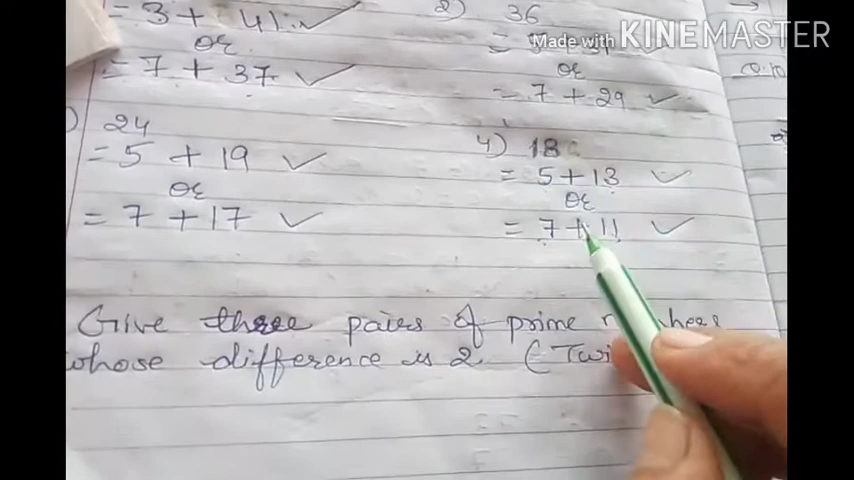 = 3 + 41 ✓
or
= 7 + 37 ✓
2) 36
Made with KINEMASTER
or
= 7 + 29 ✓
) 24
= 5 + 19 ✓
or
= 7 + 17 ✓
4) 18
= 5 + 13 ✓
or
= 7 + 11 ✓
Give three pairs of prime
whose difference is 2. (